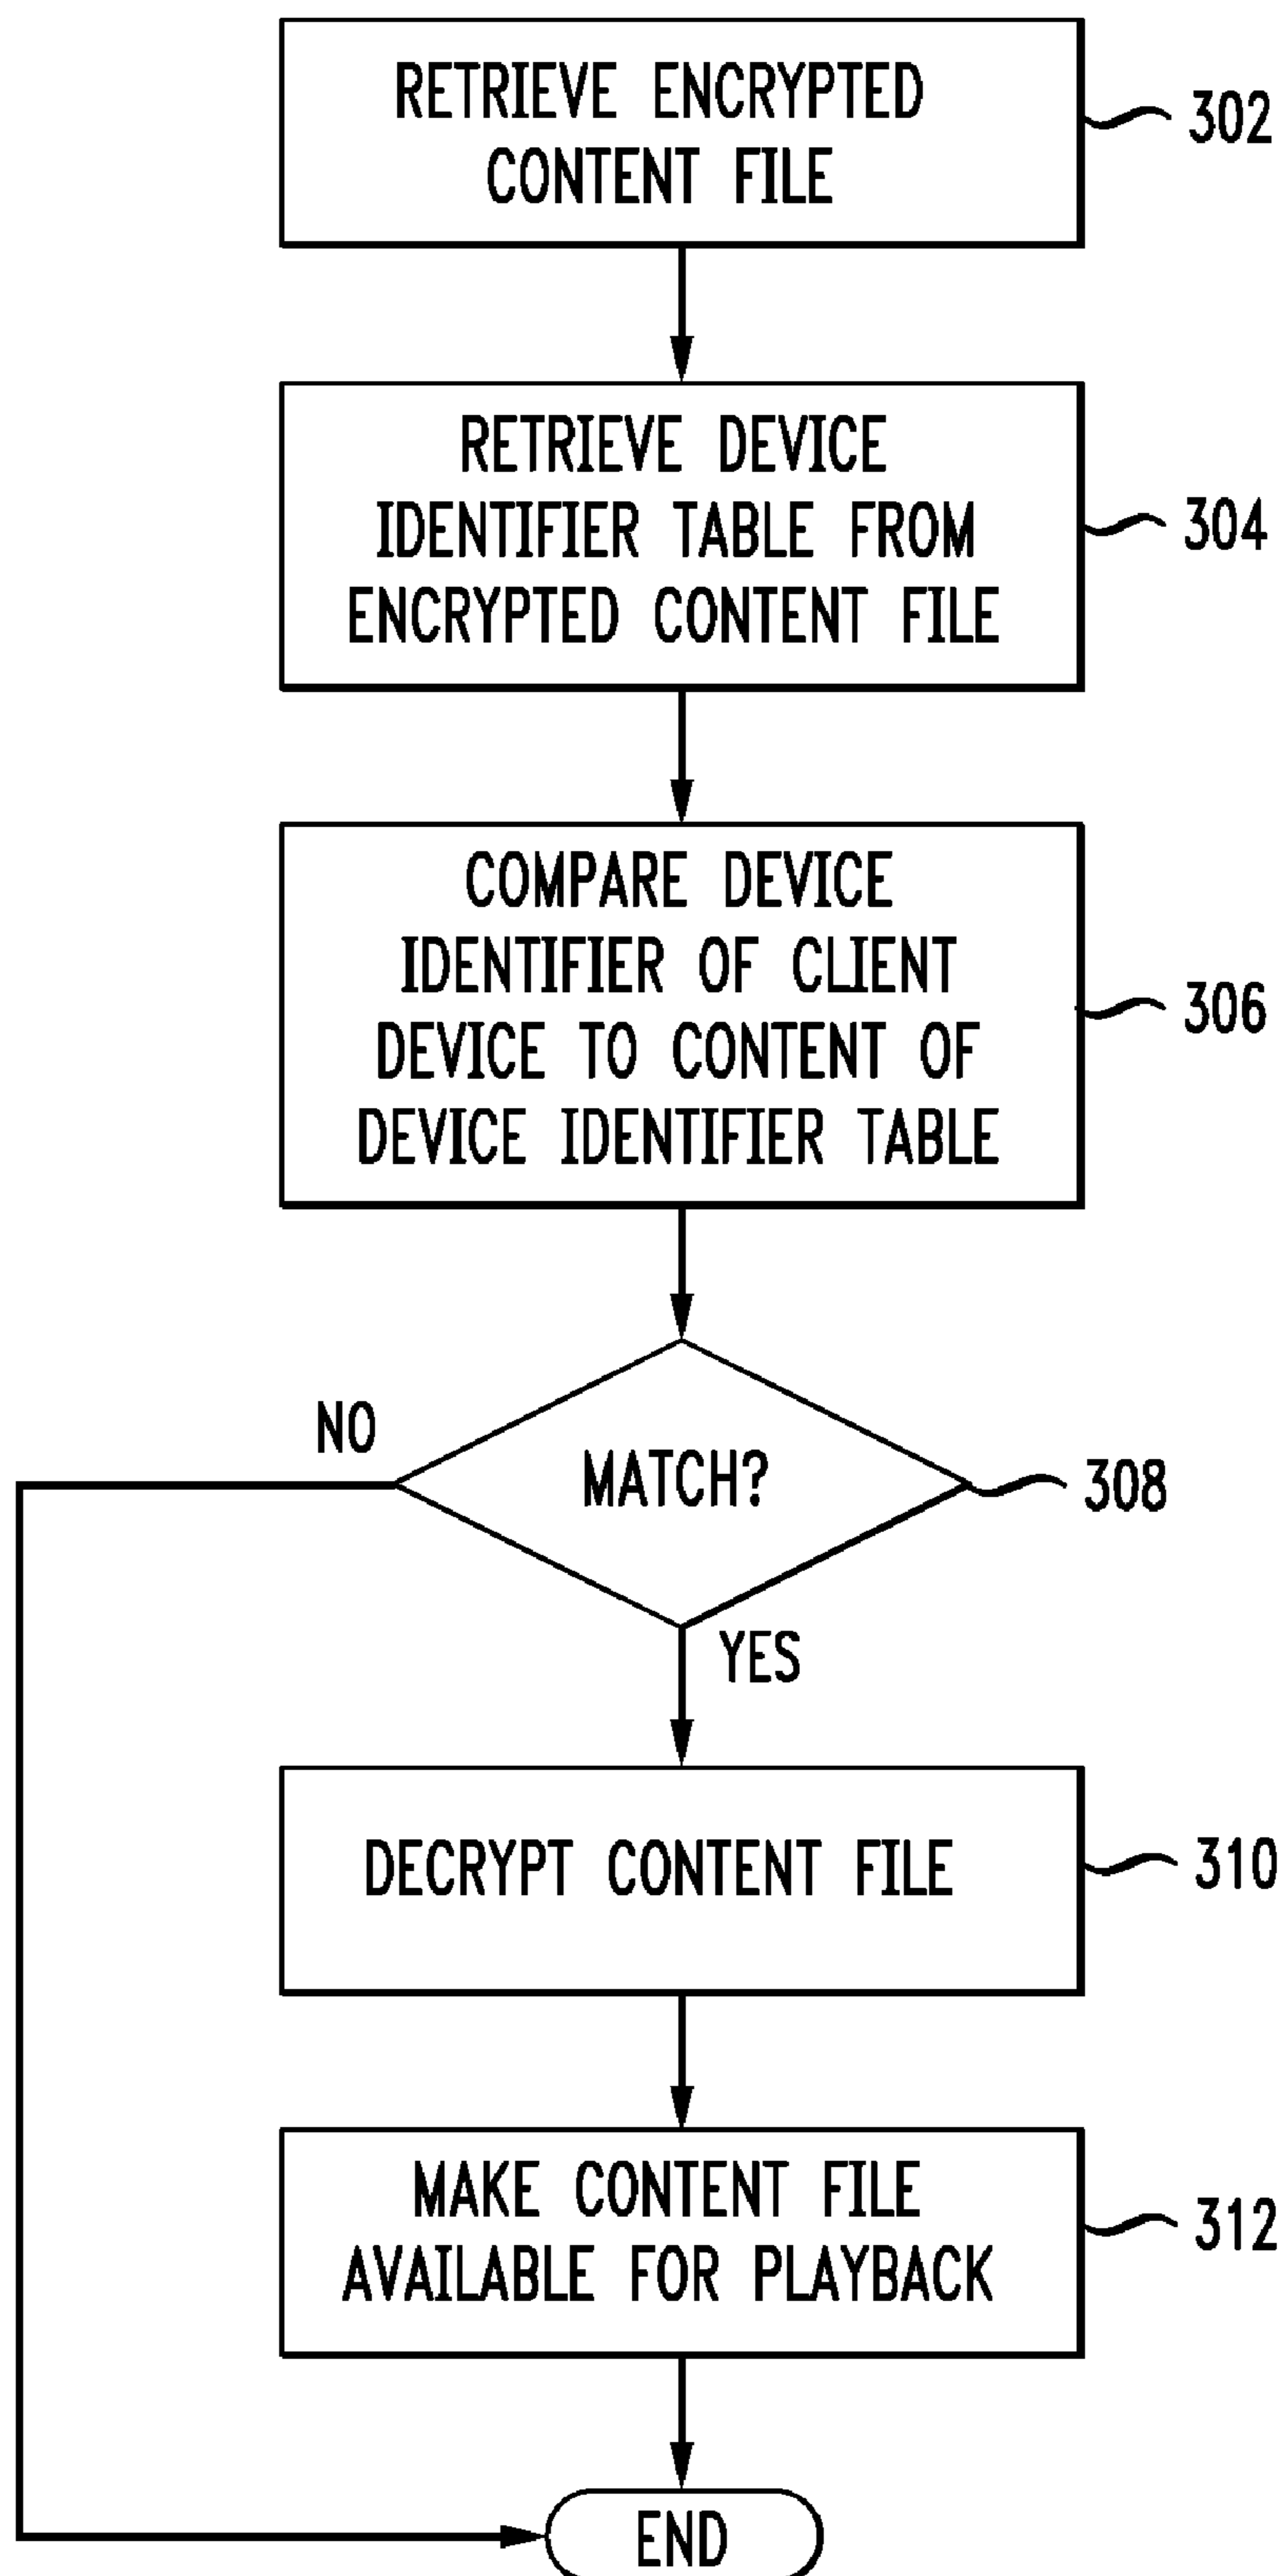 RETRIEVE ENCRYPTED
CONTENT FILE
302
RETRIEVE DEVICE
IDENTIFIER TABLE FROM
ENCRYPTED CONTENT FILE
304
COMPARE DEVICE
IDENTIFIER OF CLIENT
DEVICE TO CONTENT OF
DEVICE IDENTIFIER TABLE
306
NO
MATCH?
308
YES
DECRYPT CONTENT FILE
310
MAKE CONTENT FILE
AVAILABLE FOR PLAYBACK
312
END